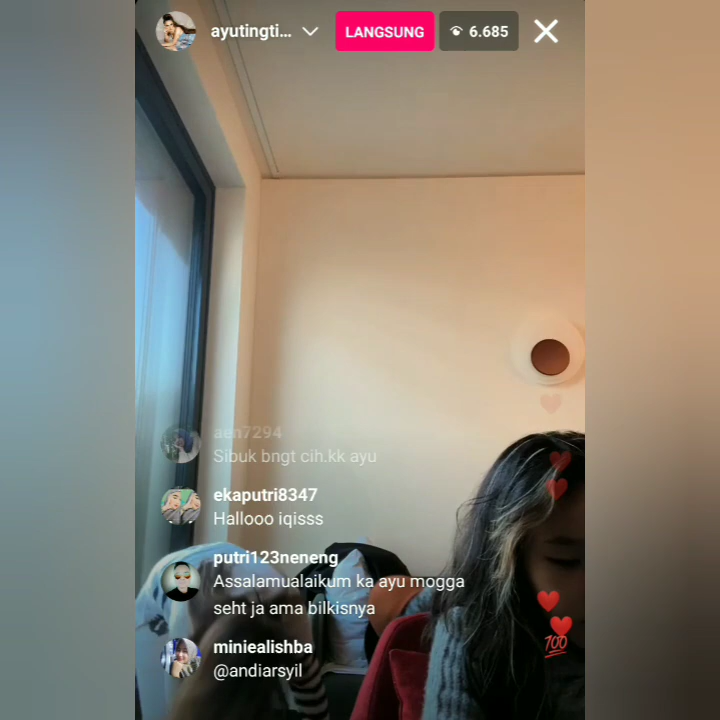 ayutingti...
LANGSUNG
6.685
aen7294
Sibuk bngt cih.kk ayu
ekaputri8347
Hallooo iqisss
putri123neneng
Assalamualaikum ka ayu mogga
seht ja ama bilkisnya
miniealishba
@andiarsyil
100